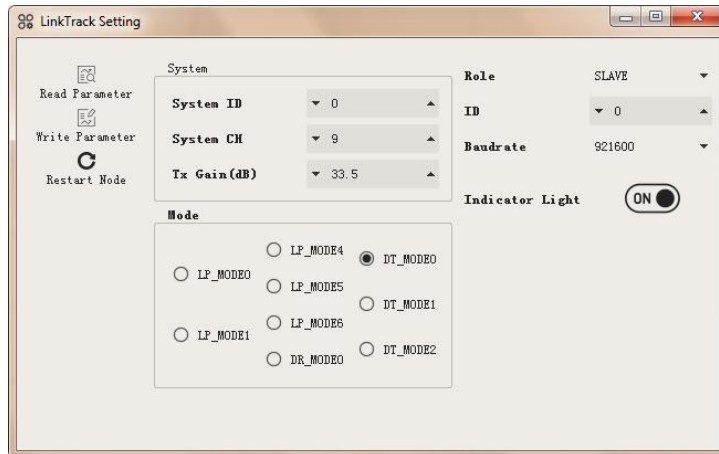 LinkTrack Setting
Read Parameter
Write Parameter
Restart Node
System
System ID 0
System CH 9
Tx Gain(dB) 33.5
Mode
LP_MODE0
LP_MODE1
LP_MODE4
LP_MODE5
LP_MODE6
DR_MODE0
DT_MODE0
DT_MODE1
DT_MODE2
Role SLAVE
ID 0
Baudrate 921600
Indicator Light ON